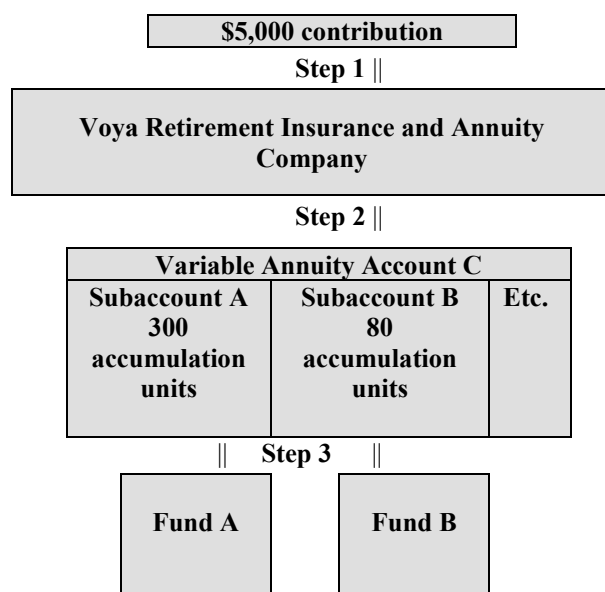 $5,000 contribution
Step 1 ||
Voya Retirement Insurance and Annuity
Company
Step 2 ||
Variable Annuity Account C
Subaccount A
300
accumulation
units
Subaccount B
80
accumulation
units
Etc.
|| Step 3 ||
Fund A
Fund B